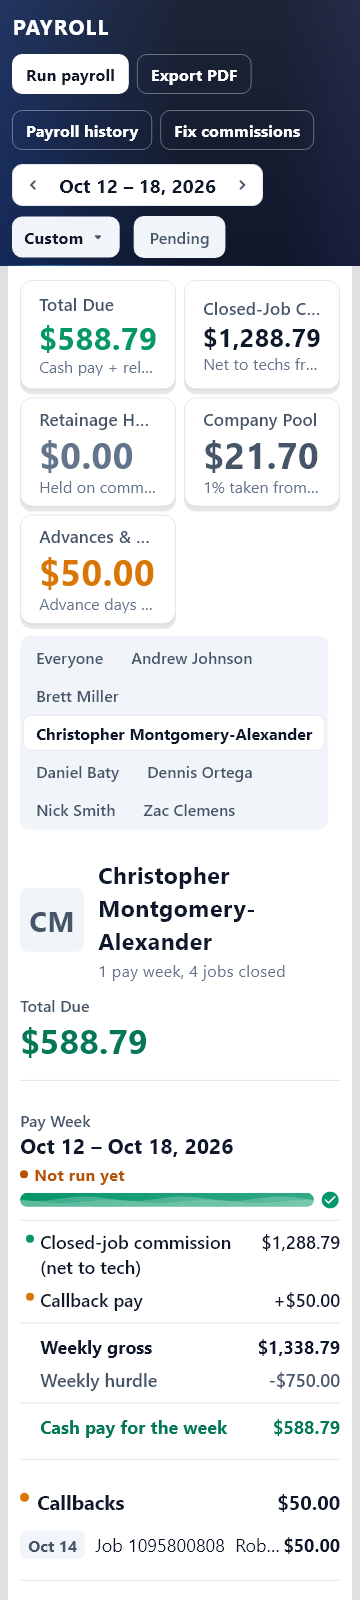 PAYROLL
Run payroll Export PDF
Payroll history Fix commissions
Oct 12 – 18, 2026
Custom Pending
Total Due
$588.79
Cash pay + rel...
Closed-Job C...
$1,288.79
Net to techs fr...
Retainage H...
$0.00
Held on comm...
Company Pool
$21.70
1% taken from...
Advances & ...
$50.00
Advance days ...
Everyone Andrew Johnson
Brett Miller
Christopher Montgomery-Alexander
Daniel Baty Dennis Ortega
Nick Smith Zac Clemens
CM
Christopher
Montgomery-
Alexander
1 pay week, 4 jobs closed
Total Due
$588.79
Pay Week
Oct 12 – Oct 18, 2026
Not run yet
Closed-job commission $1,288.79
(net to tech)
Callback pay +$50.00
Weekly gross $1,338.79
Weekly hurdle -$750.00
Cash pay for the week $588.79
Callbacks $50.00
Oct 14 Job 1095800808 Rob... $50.00